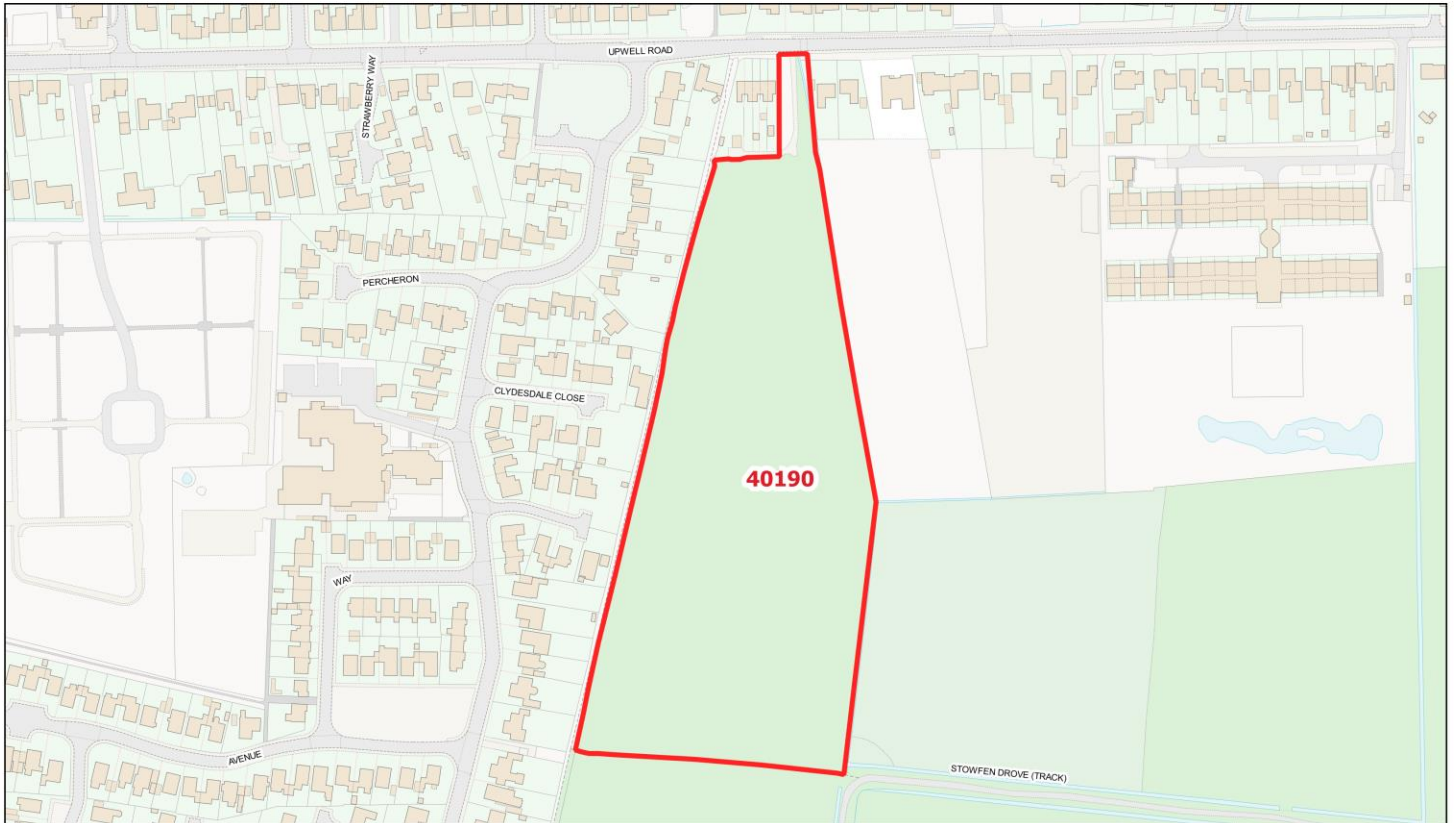 UPWELL ROAD
STRAWBERRY WAY
PERCHERON
CLYDESDALE CLOSE
40190
WAY
AVENUE
STOWFEN DROVE (TRACK)